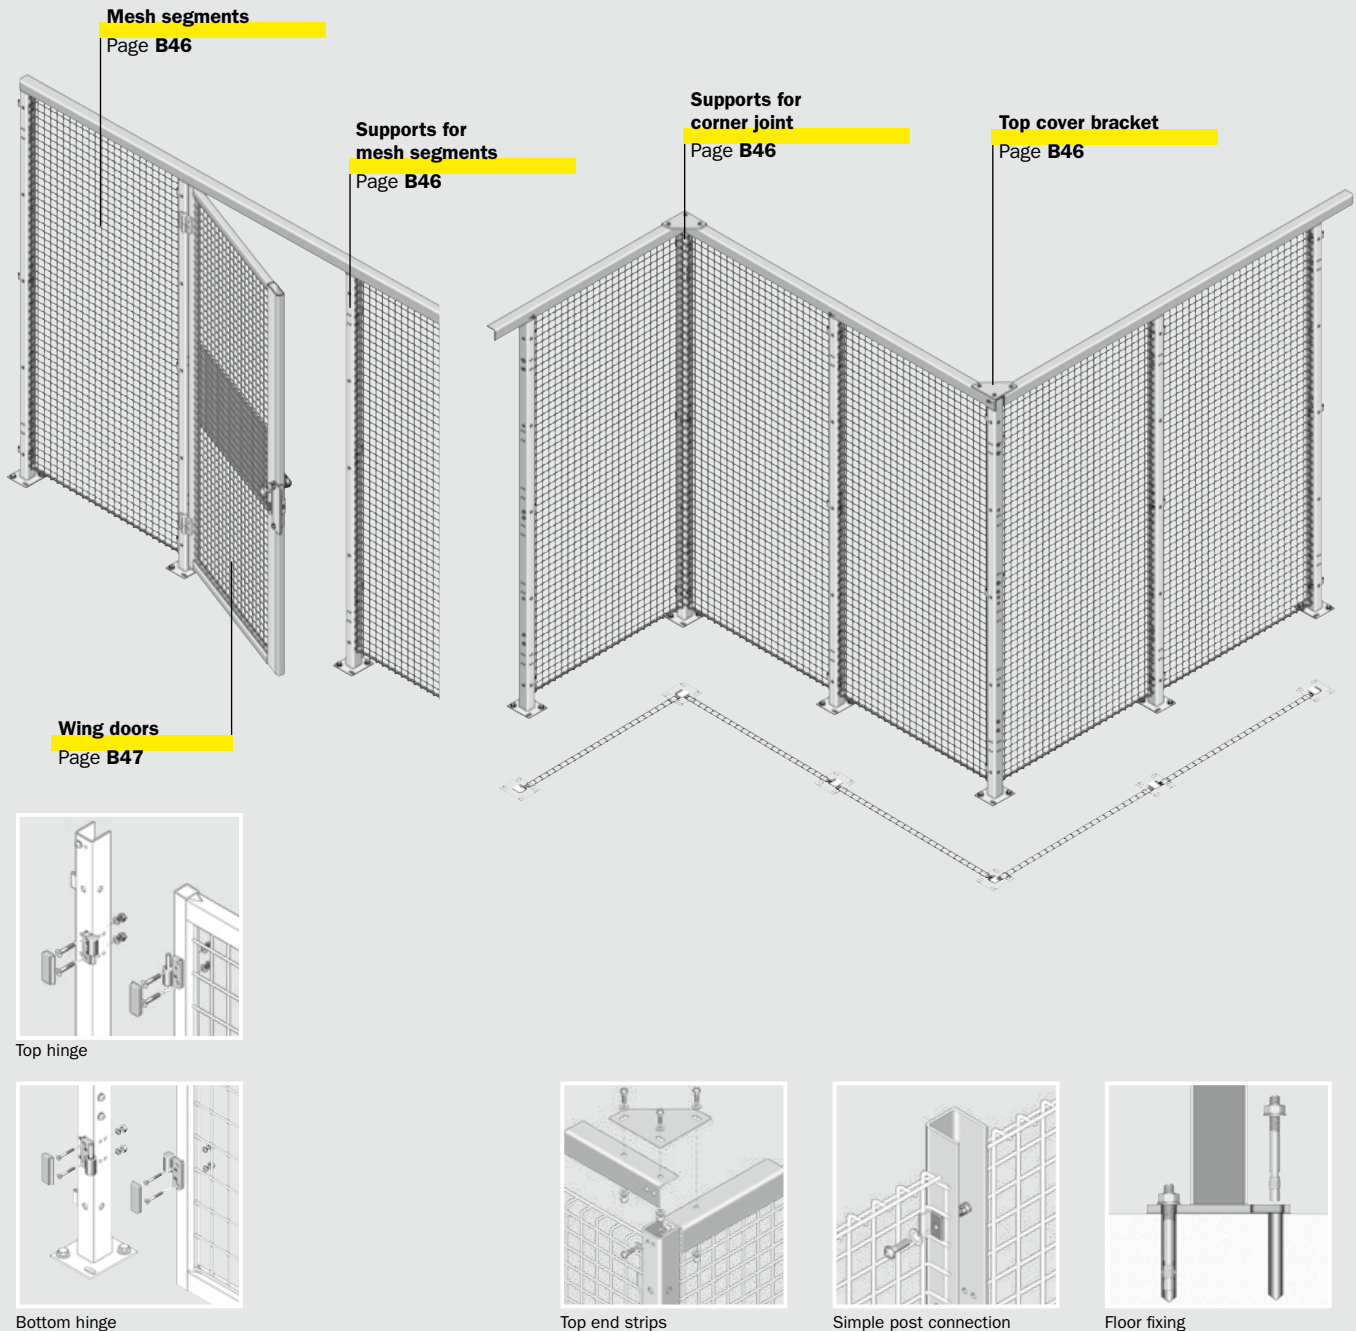 Mesh segments
Page B46
Supports for
mesh segments
Page B46
Supports for
corner joint
Page B46
Top cover bracket
Page B46
Wing doors
Page B47
Top hinge
Bottom hinge
Top end strips
Simple post connection
Floor fixing